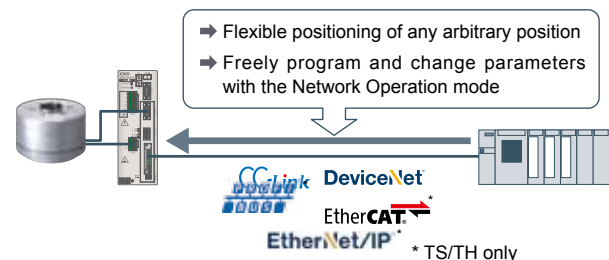 ➡ Flexible positioning of any arbitrary position
➡ Freely program and change parameters
with the Network Operation mode
CC-Link DeviceNet
EtherCAT. *
EtherNet/IP *
* TS/TH only